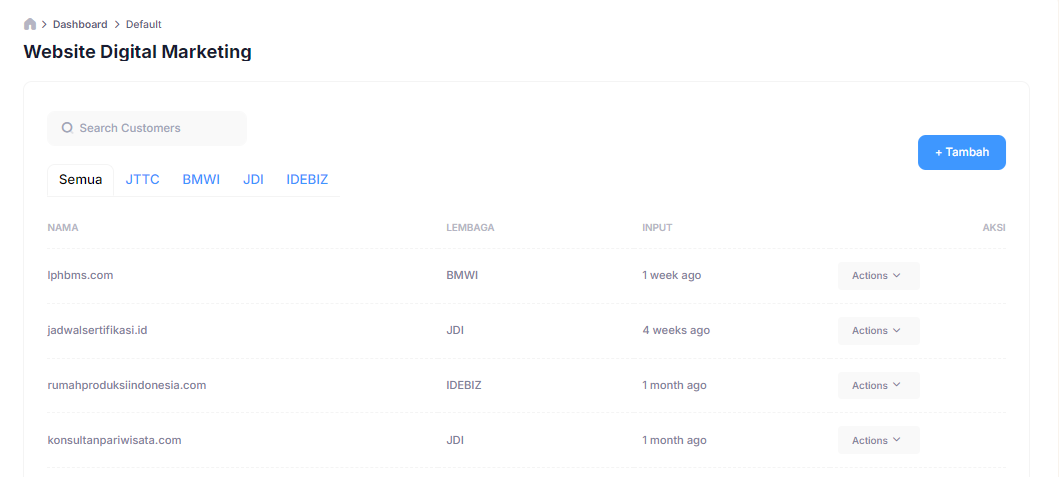 Dashboard Default
Website Digital Marketing
Search Customers
+ Tambah
Semua JTTC BMWI JDI IDEBIZ
NAMA LEMBAGA INPUT AKSI
lphbms.com BMWI 1 week ago Actions
jadwalsertifikasi.id JDI 4 weeks ago Actions
rumahproduksiindonesia.com IDEBIZ 1 month ago Actions
konsultanpariwisata.com JDI 1 month ago Actions